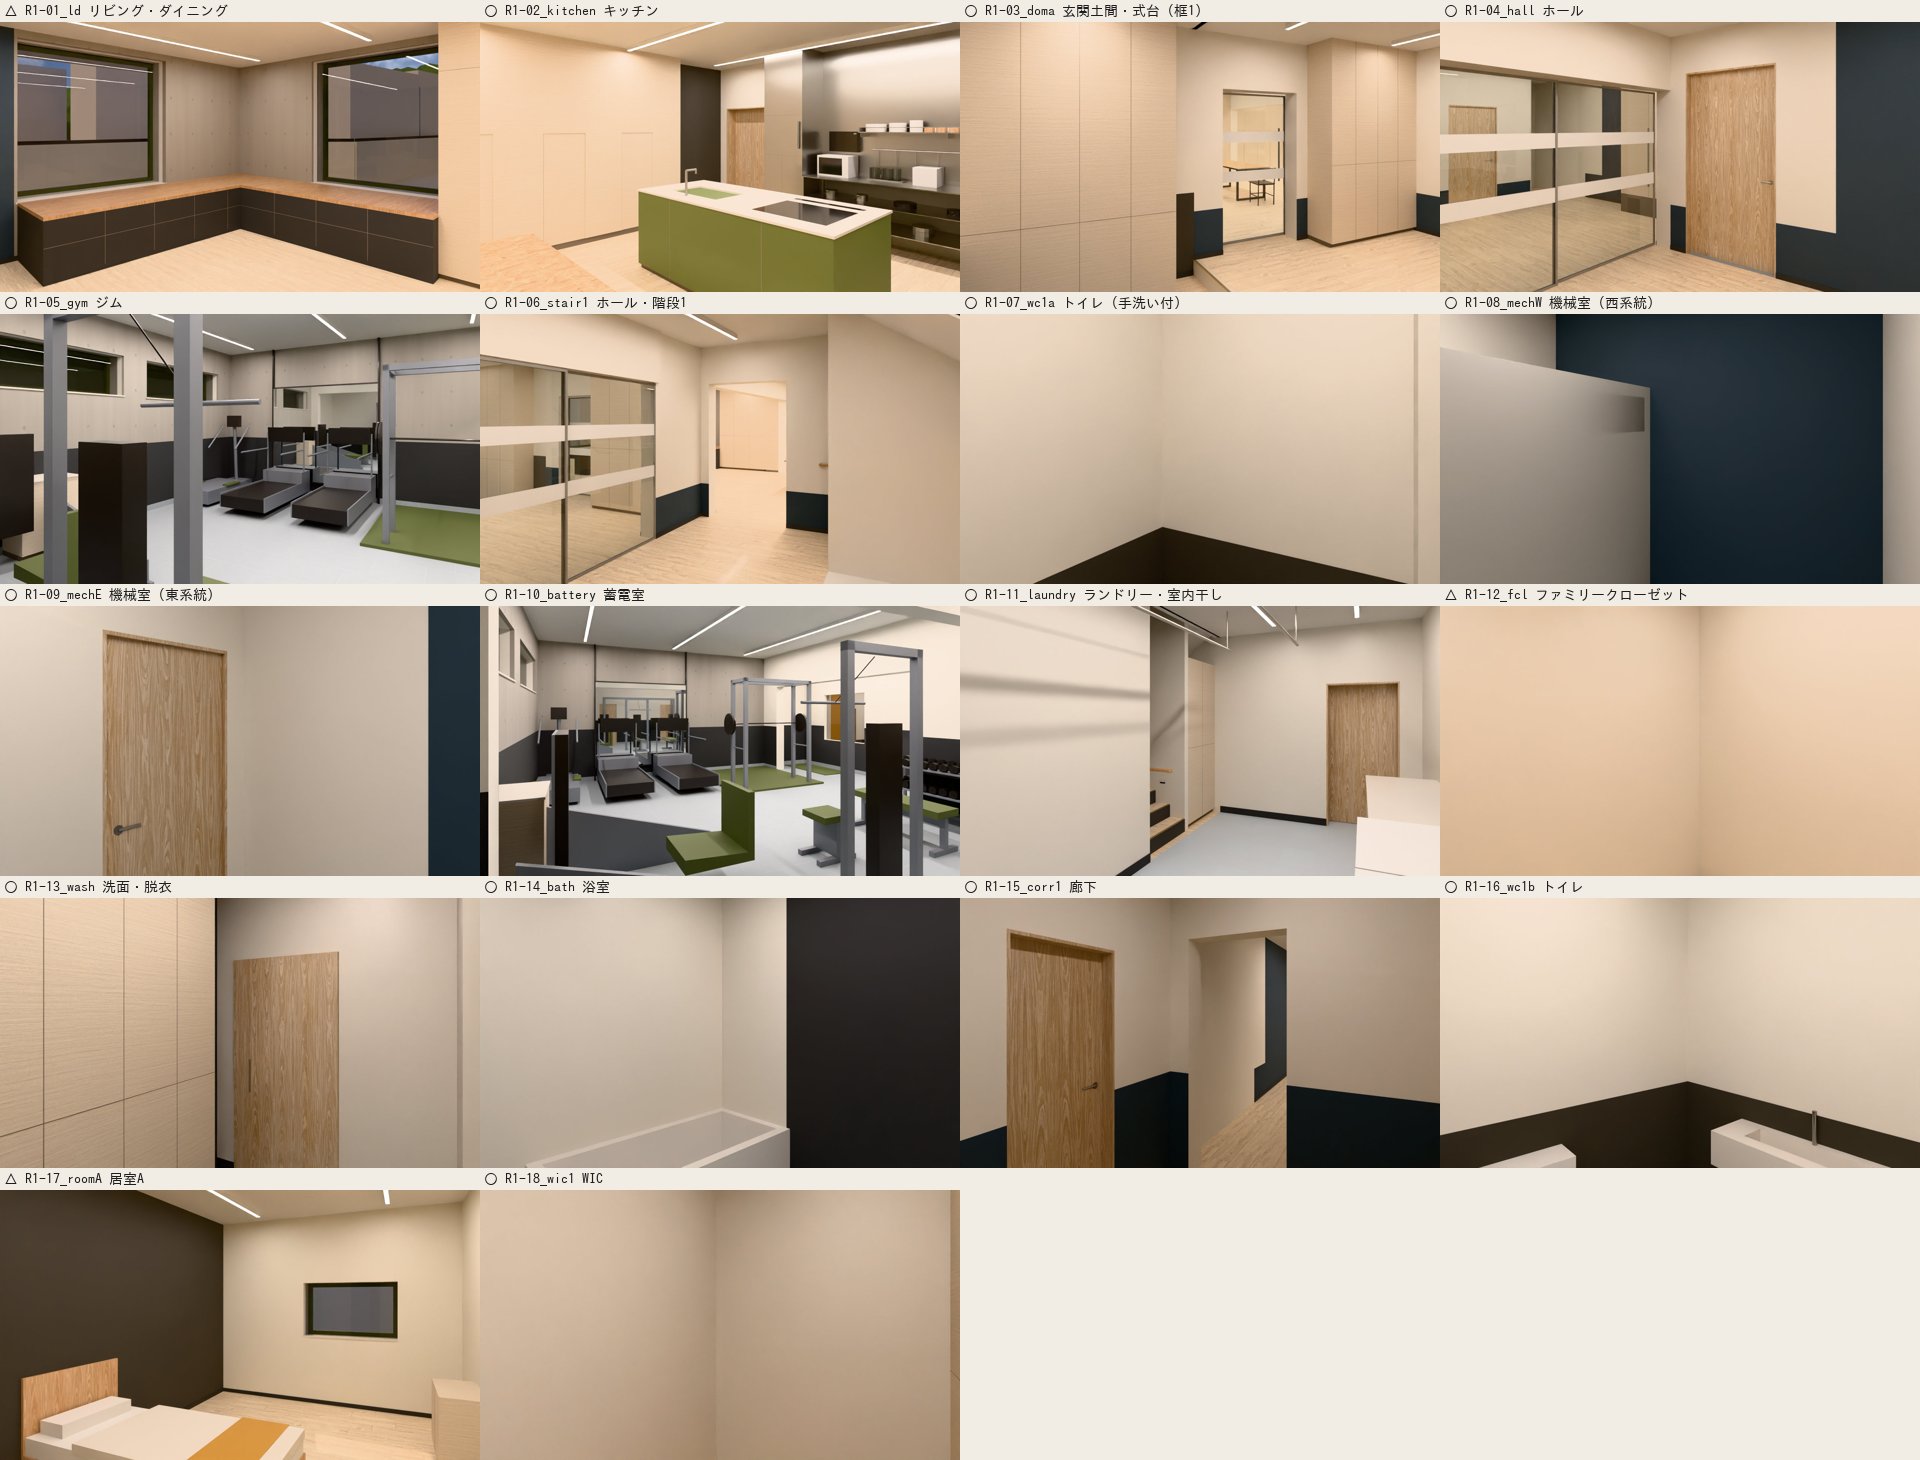 △ R1-01_ld リビング・ダイニング
○ R1-02_kitchen キッチン
○ R1-03_doma 玄関土間・式台（框1）
○ R1-04_hall ホール
○ R1-05_gym ジム
○ R1-06_stair1 ホール・階段1
○ R1-07_wc1a トイレ（手洗い付）
○ R1-08_mechW 機械室（西系統）
○ R1-09_mechE 機械室（東系統）
○ R1-10_battery 蓄電室
○ R1-11_laundry ランドリー・室内干し
△ R1-12_fcl ファミリークローゼット
○ R1-13_wash 洗面・脱衣
○ R1-14_bath 浴室
○ R1-15_corr1 廊下
○ R1-16_wc1b トイレ
△ R1-17_roomA 居室A
○ R1-18_wic1 WIC